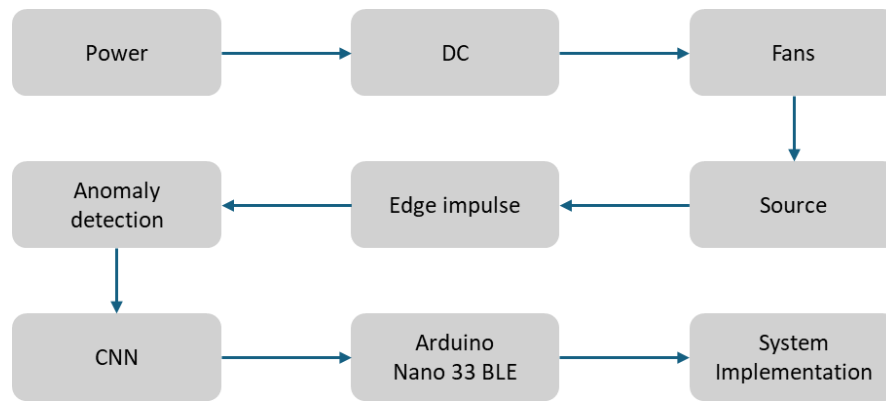 Power
DC
Fans
Source
Edge impulse
Anomaly
detection
CNN
Arduino
Nano 33 BLE
System
Implementation